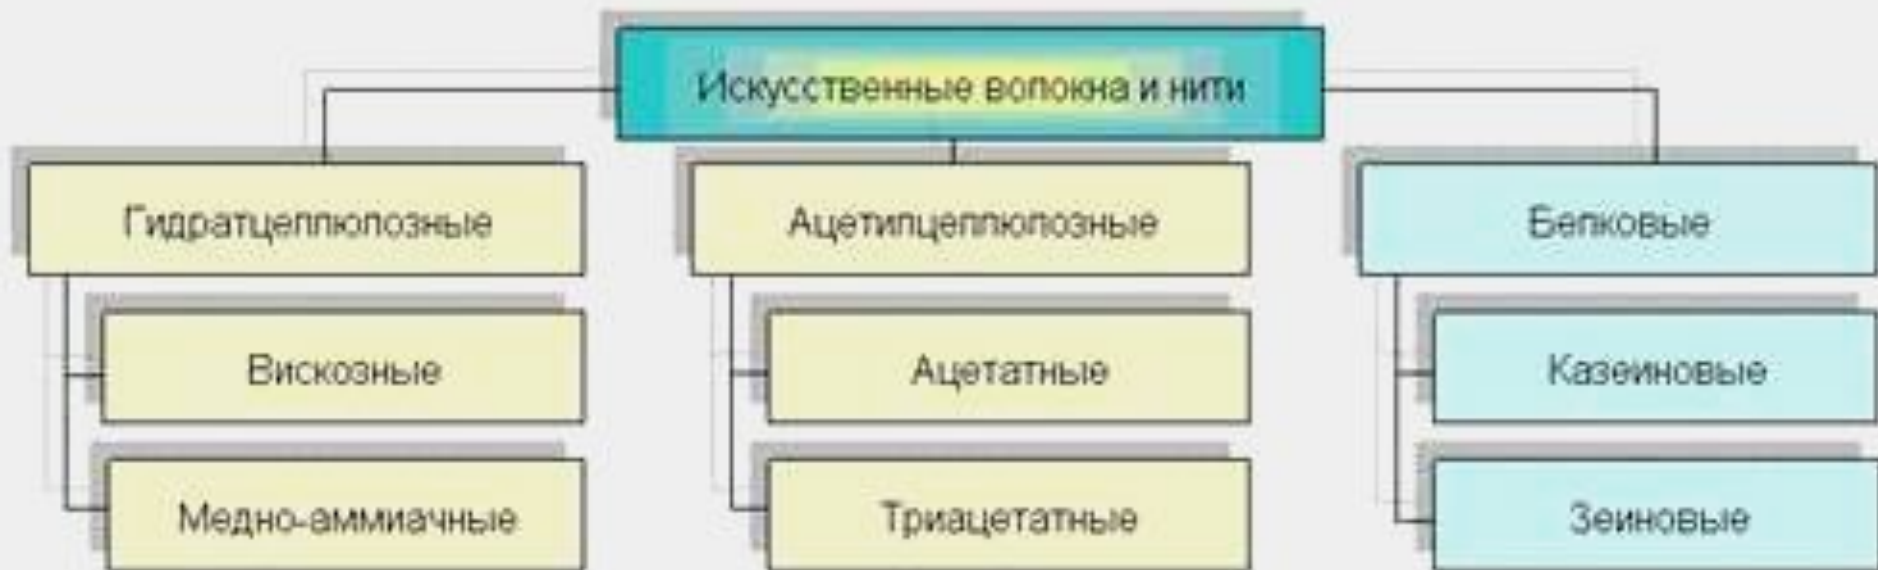 Искусственные волокна и нити
Гидратцеллюлозные
Ацетилцеллюлозные
Белковые
Вискозные
Ацетатные
Казеиновые
Медно-аммиачные
Триацетатные
Зеиновые